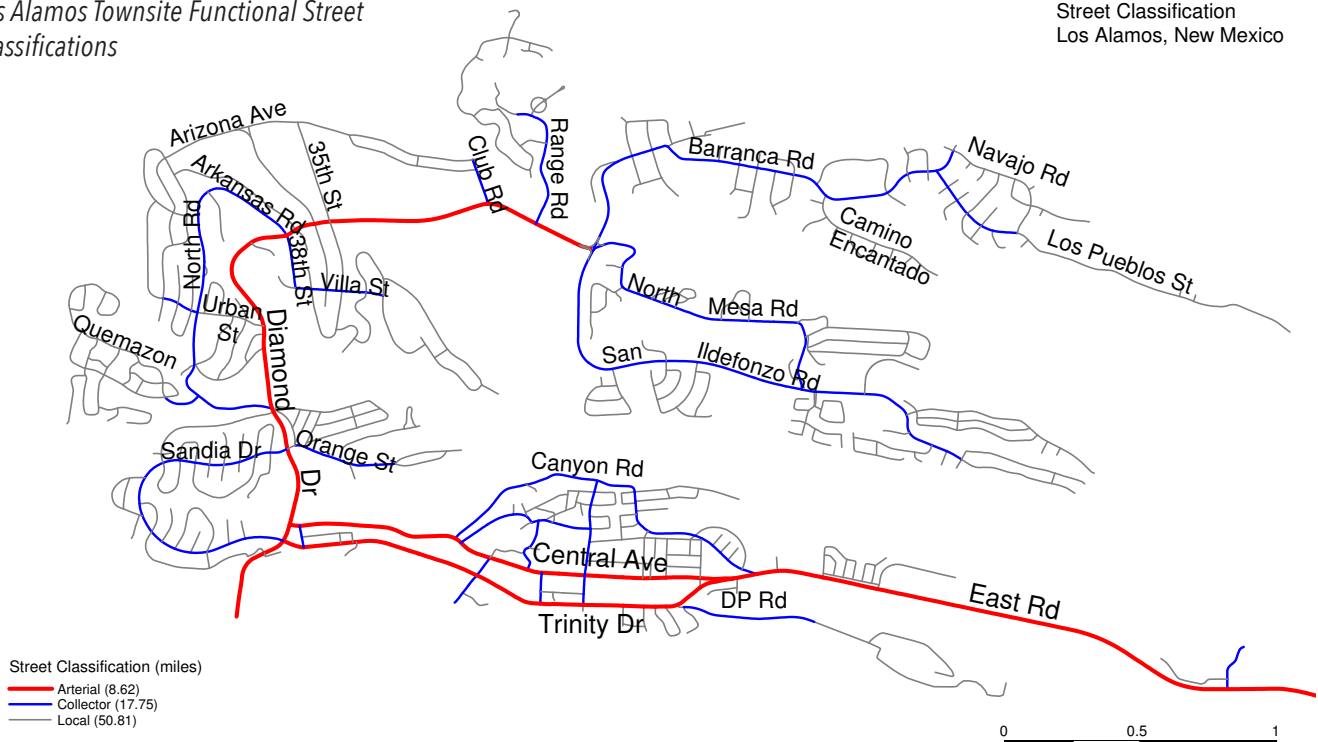 s Alamos Townsite Functional Street
assifications
Street Classification
Los Alamos, New Mexico
Arizona Ave
35th St
Club Rd
Range Rd
Barranca Rd
Navajo Rd
Arkansas Rd
North Rd
38th St
Villa St
Camino
Encantado
Los Pueblos St
Urban
St
Quemazon
Diamond
Dr
North
Mesa Rd
San
Ildefonzo Rd
Sandia Dr
Orange St
Canyon Rd
Central Ave
Trinity Dr
DP Rd
East Rd
Street Classification (miles)
Arterial (8.62)
Collector (17.75)
Local (50.81)
0 0.5 1